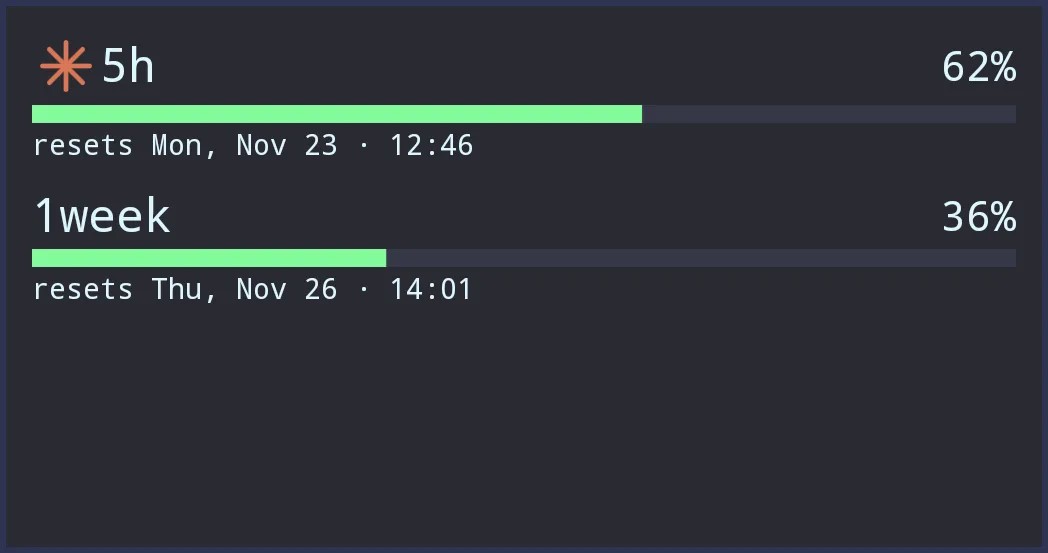 5h 62%
resets Mon, Nov 23 · 12:46
1week 36%
resets Thu, Nov 26 · 14:01